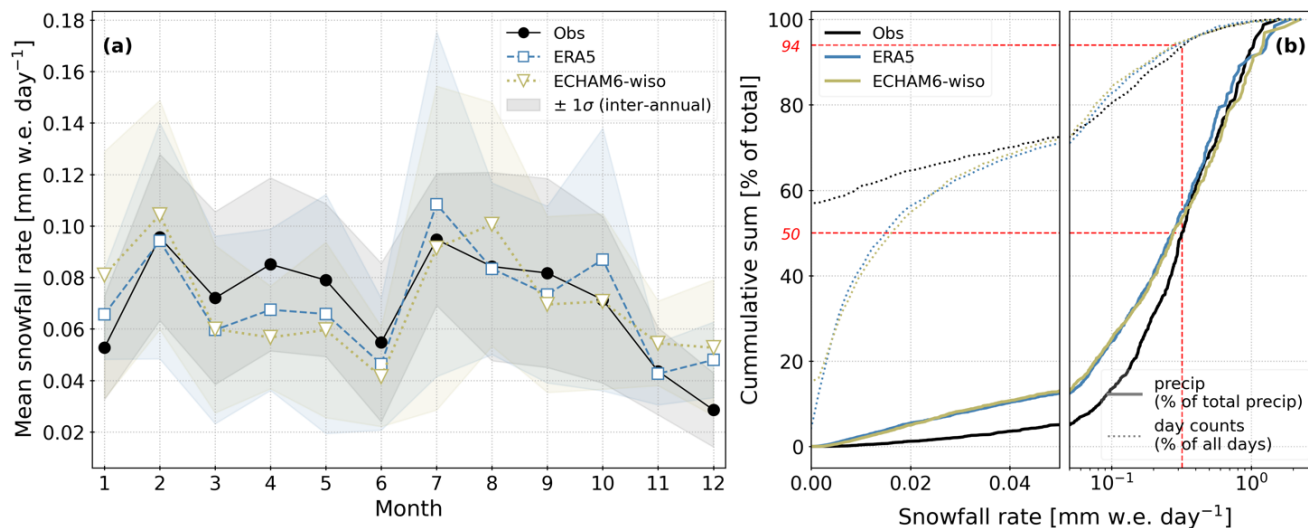 (a)
Obs
ERA5
ECHAM6-wiso
± 1σ (inter-annual)
0.18
0.16
0.14
0.12
0.10
0.08
0.06
0.04
0.02
Mean snowfall rate [mm w.e. day⁻¹]
1 2 3 4 5 6 7 8 9 10 11 12
Month
(b)
Obs
ERA5
ECHAM6-wiso
100
94
80
60
50
40
20
0
Cummulative sum [% of total]
precip
(% of total precip)
day counts
(% of all days)
0.00 0.02 0.04 10⁻¹ 10⁰
Snowfall rate [mm w.e. day⁻¹]